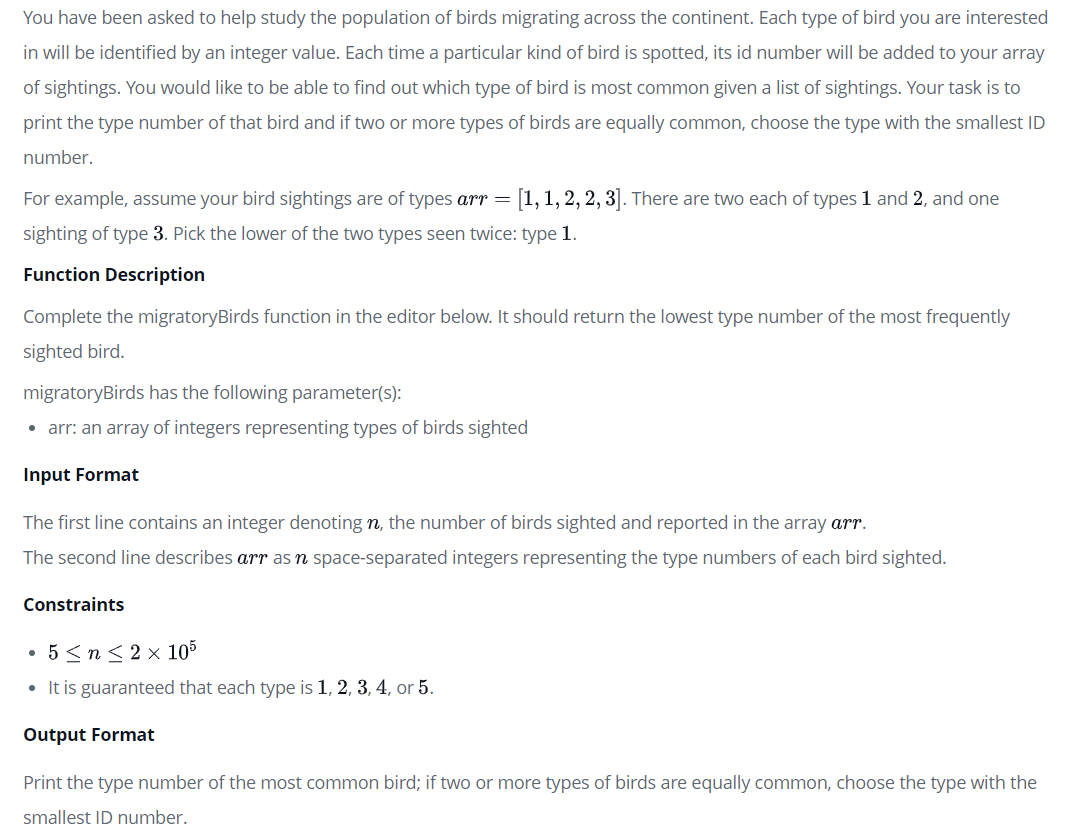 You have been asked to help study the population of birds migrating across the continent. Each type of bird you are interested
in will be identified by an integer value. Each time a particular kind of bird is spotted, its id number will be added to your array
of sightings. You would like to be able to find out which type of bird is most common given a list of sightings. Your task is to
print the type number of that bird and if two or more types of birds are equally common, choose the type with the smallest ID
number.
For example, assume your bird sightings are of types arr = [1, 1, 2, 2, 3]. There are two each of types 1 and 2, and one
sighting of type 3. Pick the lower of the two types seen twice: type 1.
Function Description
Complete the migratoryBirds function in the editor below. It should return the lowest type number of the most frequently
sighted bird.
migratoryBirds has the following parameter(s):
• arr: an array of integers representing types of birds sighted
Input Format
The first line contains an integer denoting n, the number of birds sighted and reported in the array arr.
The second line describes arr as n space-separated integers representing the type numbers of each bird sighted.
Constraints
• 5 ≤ n ≤ 2 × 10⁵
• It is guaranteed that each type is 1, 2, 3, 4, or 5.
Output Format
Print the type number of the most common bird; if two or more types of birds are equally common, choose the type with the
smallest ID number.